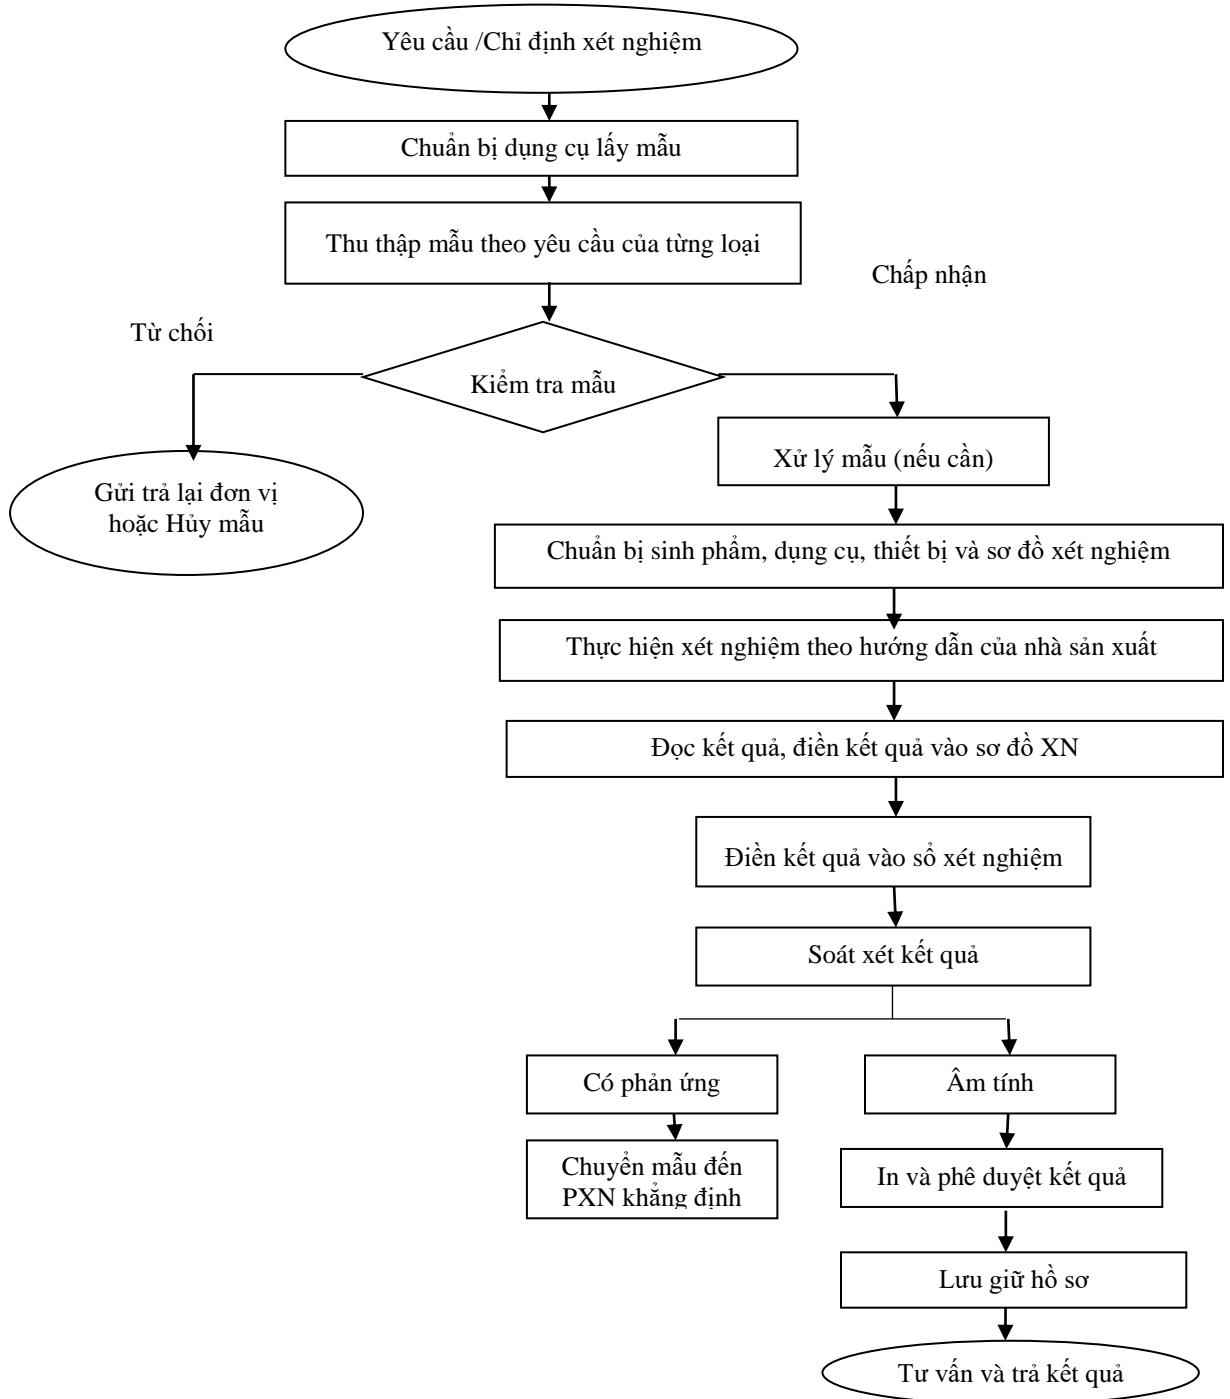 Yêu cầu /Chỉ định xét nghiệm
Chuẩn bị dụng cụ lấy mẫu
Thu thập mẫu theo yêu cầu của từng loại
Chấp nhận
Từ chối
Kiểm tra mẫu
Xử lý mẫu (nếu cần)
Gửi trả lại đơn vị
hoặc Hủy mẫu
Chuẩn bị sinh phẩm, dụng cụ, thiết bị và sơ đồ xét nghiệm
Thực hiện xét nghiệm theo hướng dẫn của nhà sản xuất
Đọc kết quả, điền kết quả vào sơ đồ XN
Điền kết quả vào sổ xét nghiệm
Soát xét kết quả
Có phản ứng
Âm tính
Chuyển mẫu đến
PXN khẳng định
In và phê duyệt kết quả
Lưu giữ hồ sơ
Tư vấn và trả kết quả